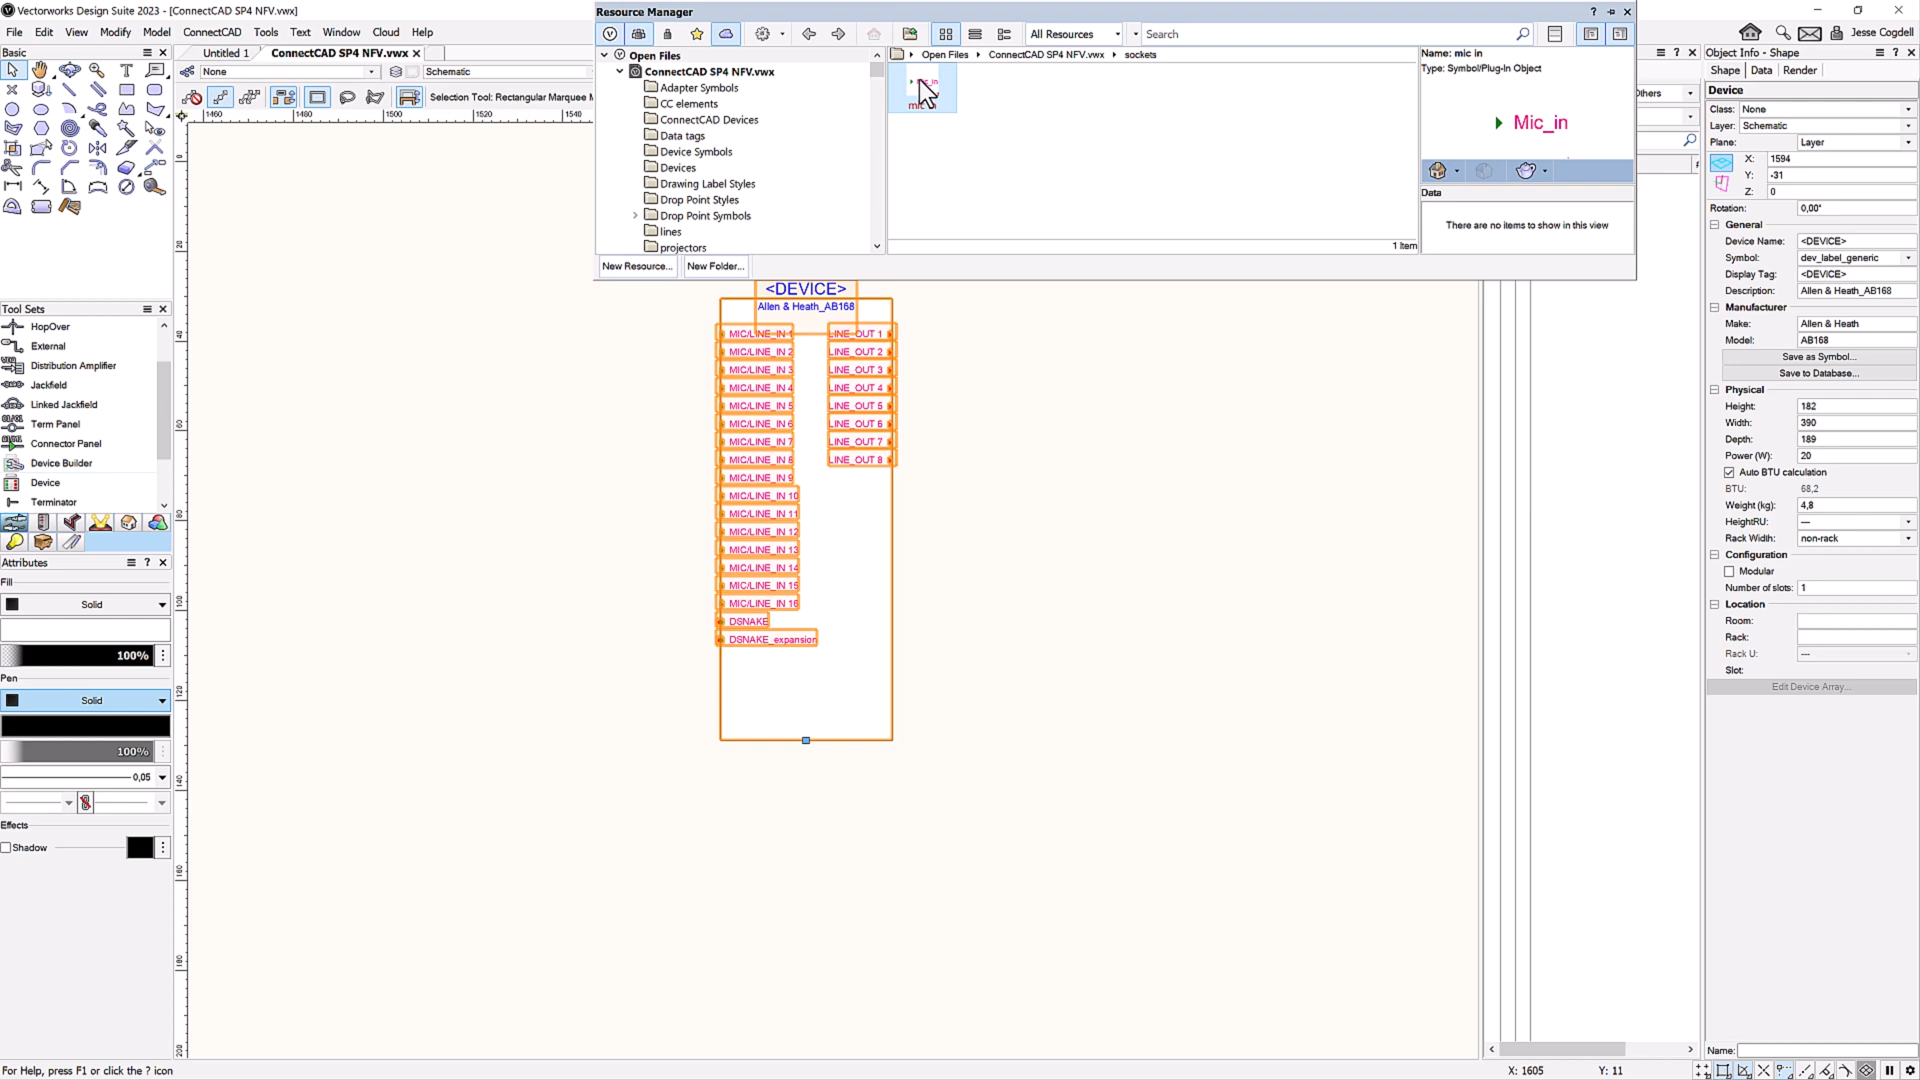 Vectorworks Design Suite 2023 - [ConnectCAD SP4 NFV.vwx]
File Edit View Modify Model ConnectCAD Tools Text Window Cloud Help
Basic
Untitled 1
ConnectCAD SP4 NFV.vwx
None
Schematic
Selection Tool: Rectangular Marquee M
1460 1480 1500 1520 1540
Resource Manager
All Resources
Search
Open Files
ConnectCAD SP4 NFV.vwx
Adapter Symbols
CC elements
ConnectCAD Devices
Data tags
Device Symbols
Devices
Drawing Label Styles
Drop Point Styles
Drop Point Symbols
lines
projectors
New Resource...
New Folder...
Open Files ConnectCAD SP4 NFV.vwx sockets
1 Item
Name: mic in
Type: Symbol/Plug-In Object
Mic_in
Data
There are no items to show in this view
Jesse Cogdell
Others
Tool Sets
HopOver
External
Distribution Amplifier
Jackfield
Linked Jackfield
Term Panel
Connector Panel
Device Builder
Device
Terminator
Attributes
Fill
Solid
100%
Pen
Solid
100%
0,05
Effects
Shadow
<DEVICE>
Allen & Heath_AB168
MIC/LINE_IN 1
MIC/LINE_IN 2
MIC/LINE_IN 3
MIC/LINE_IN 4
MIC/LINE_IN 5
MIC/LINE_IN 6
MIC/LINE_IN 7
MIC/LINE_IN 8
MIC/LINE_IN 9
MIC/LINE_IN 10
MIC/LINE_IN 11
MIC/LINE_IN 12
MIC/LINE_IN 13
MIC/LINE_IN 14
MIC/LINE_IN 15
MIC/LINE_IN 16
DSNAKE
DSNAKE_expansion
LINE_OUT 1
LINE_OUT 2
LINE_OUT 3
LINE_OUT 4
LINE_OUT 5
LINE_OUT 6
LINE_OUT 7
LINE_OUT 8
Object Info - Shape
Shape Data Render
Device
Class: None
Layer: Schematic
Plane: Layer
X: 1594
Y: -31
Z: 0
Rotation: 0,00°
General
Device Name: <DEVICE>
Symbol: dev_label_generic
Display Tag: <DEVICE>
Description: Allen & Heath_AB168
Manufacturer
Make: Allen & Heath
Model: AB168
Save as Symbol...
Save to Database...
Physical
Height: 182
Width: 390
Depth: 189
Power (W): 20
Auto BTU calculation
BTU: 68,2
Weight (kg): 4,8
HeightRU: ---
Rack Width: non-rack
Configuration
Modular
Number of slots: 1
Location
Room:
Rack:
Rack U: ---
Slot:
Edit Device Array...
Name:
For Help, press F1 or click the ? icon
X: 1605
Y: 11